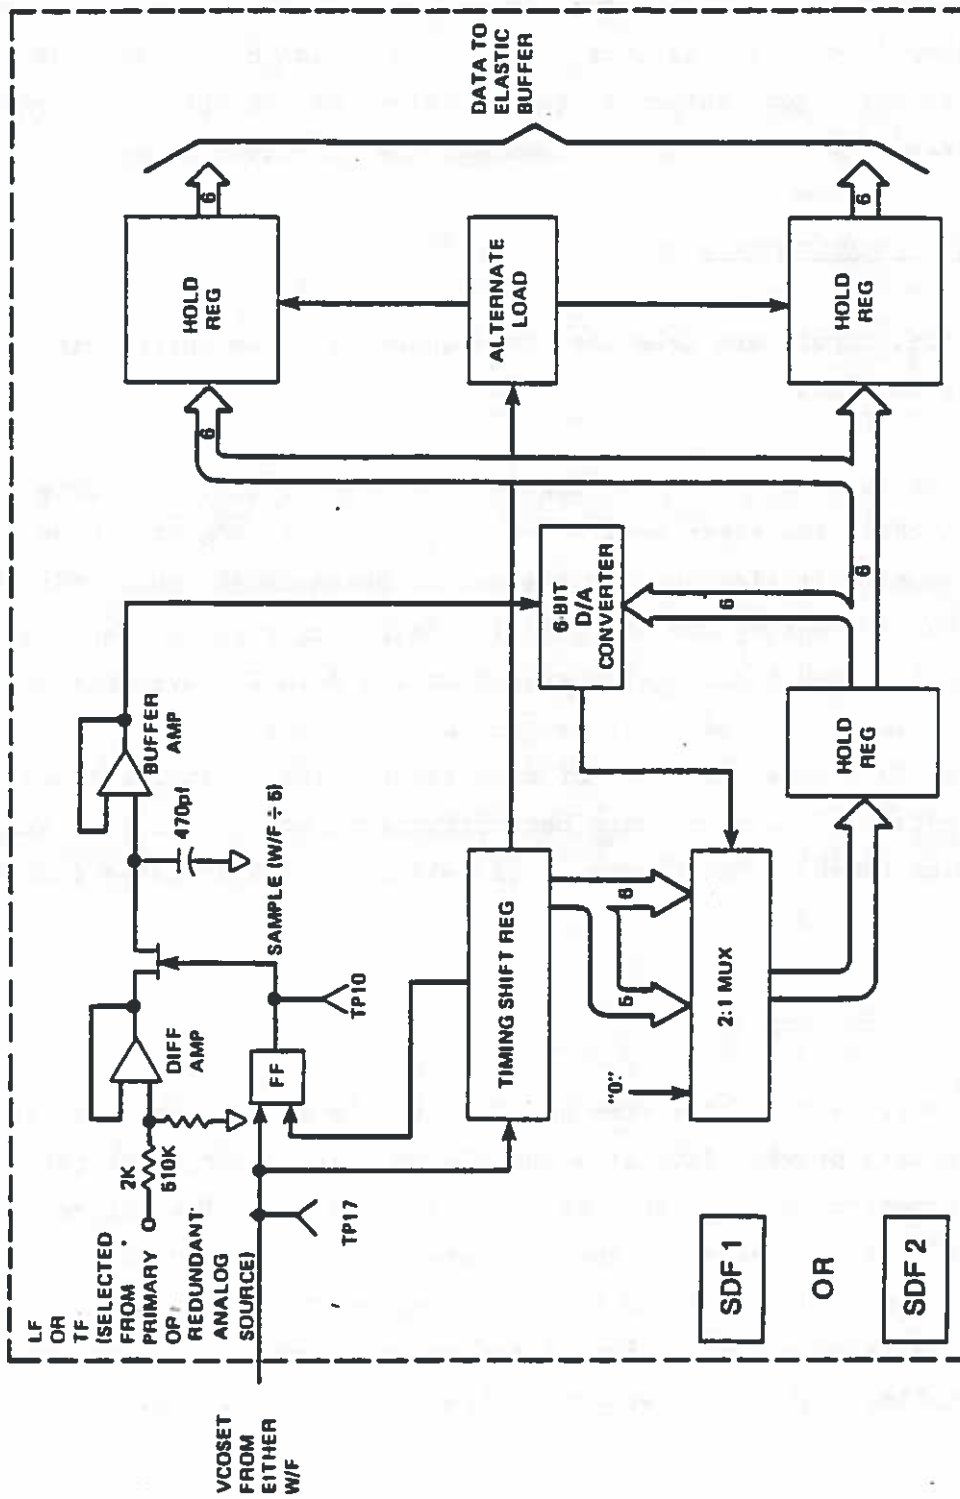 LF
OR
TF
(SELECTED
FROM
PRIMARY
OR
REDUNDANT
ANALOG
SOURCE)
VCOSET
FROM
EITHER
W/F
2K
510K
TP17
DIFF
AMP
FF
TP10
SAMPLE (W/F ÷ 5)
470pf
BUFFER
AMP
TIMING SHIFT REG
"0"
5
6
2:1 MUX
6-BIT
D/A
CONVERTER
HOLD
REG
6
6
6
HOLD
REG
6
ALTERNATE
LOAD
HOLD
REG
6
DATA TO
ELASTIC
BUFFER
SDF 1
OR
SDF 2